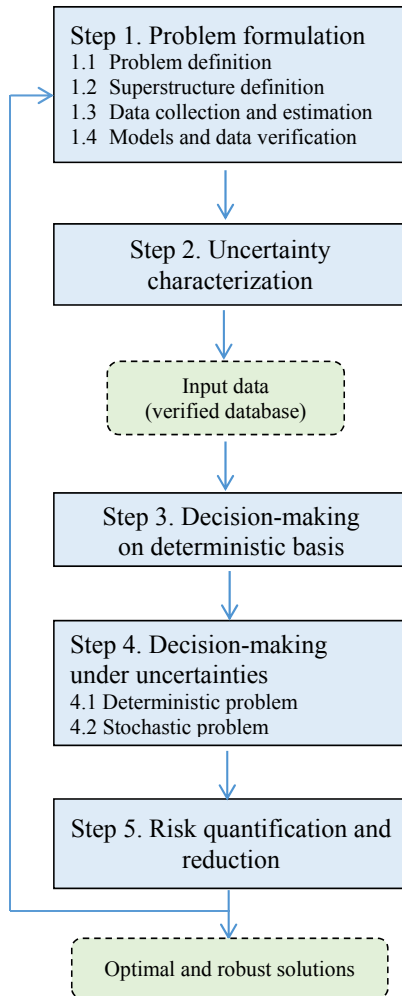 Step 1. Problem formulation
1.1 Problem definition
1.2 Superstructure definition
1.3 Data collection and estimation
1.4 Models and data verification
Step 2. Uncertainty
characterization
Input data
(verified database)
Step 3. Decision-making
on deterministic basis
Step 4. Decision-making
under uncertainties
4.1 Deterministic problem
4.2 Stochastic problem
Step 5. Risk quantification and
reduction
Optimal and robust solutions